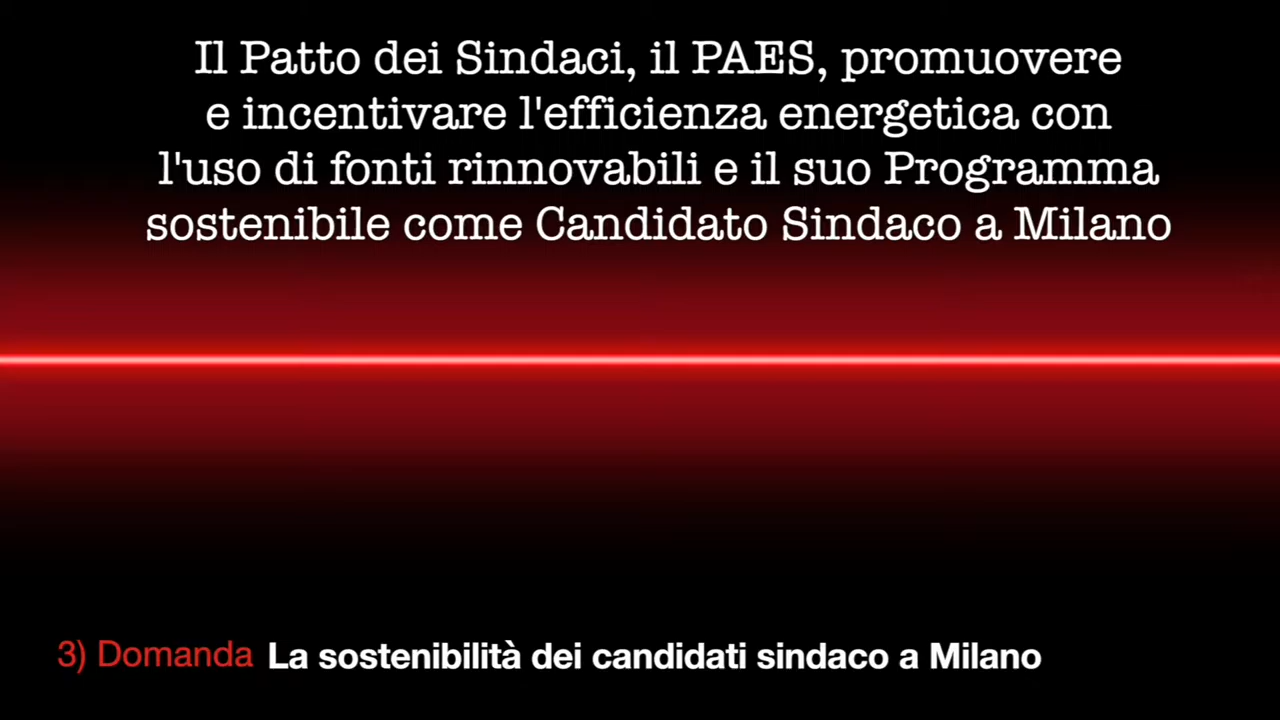 Il Patto dei Sindaci, il PAES, promuovere
e incentivare l'efficienza energetica con
l'uso di fonti rinnovabili e il suo Programma
sostenibile come Candidato Sindaco a Milano
3) Domanda La sostenibilità dei candidati sindaco a Milano